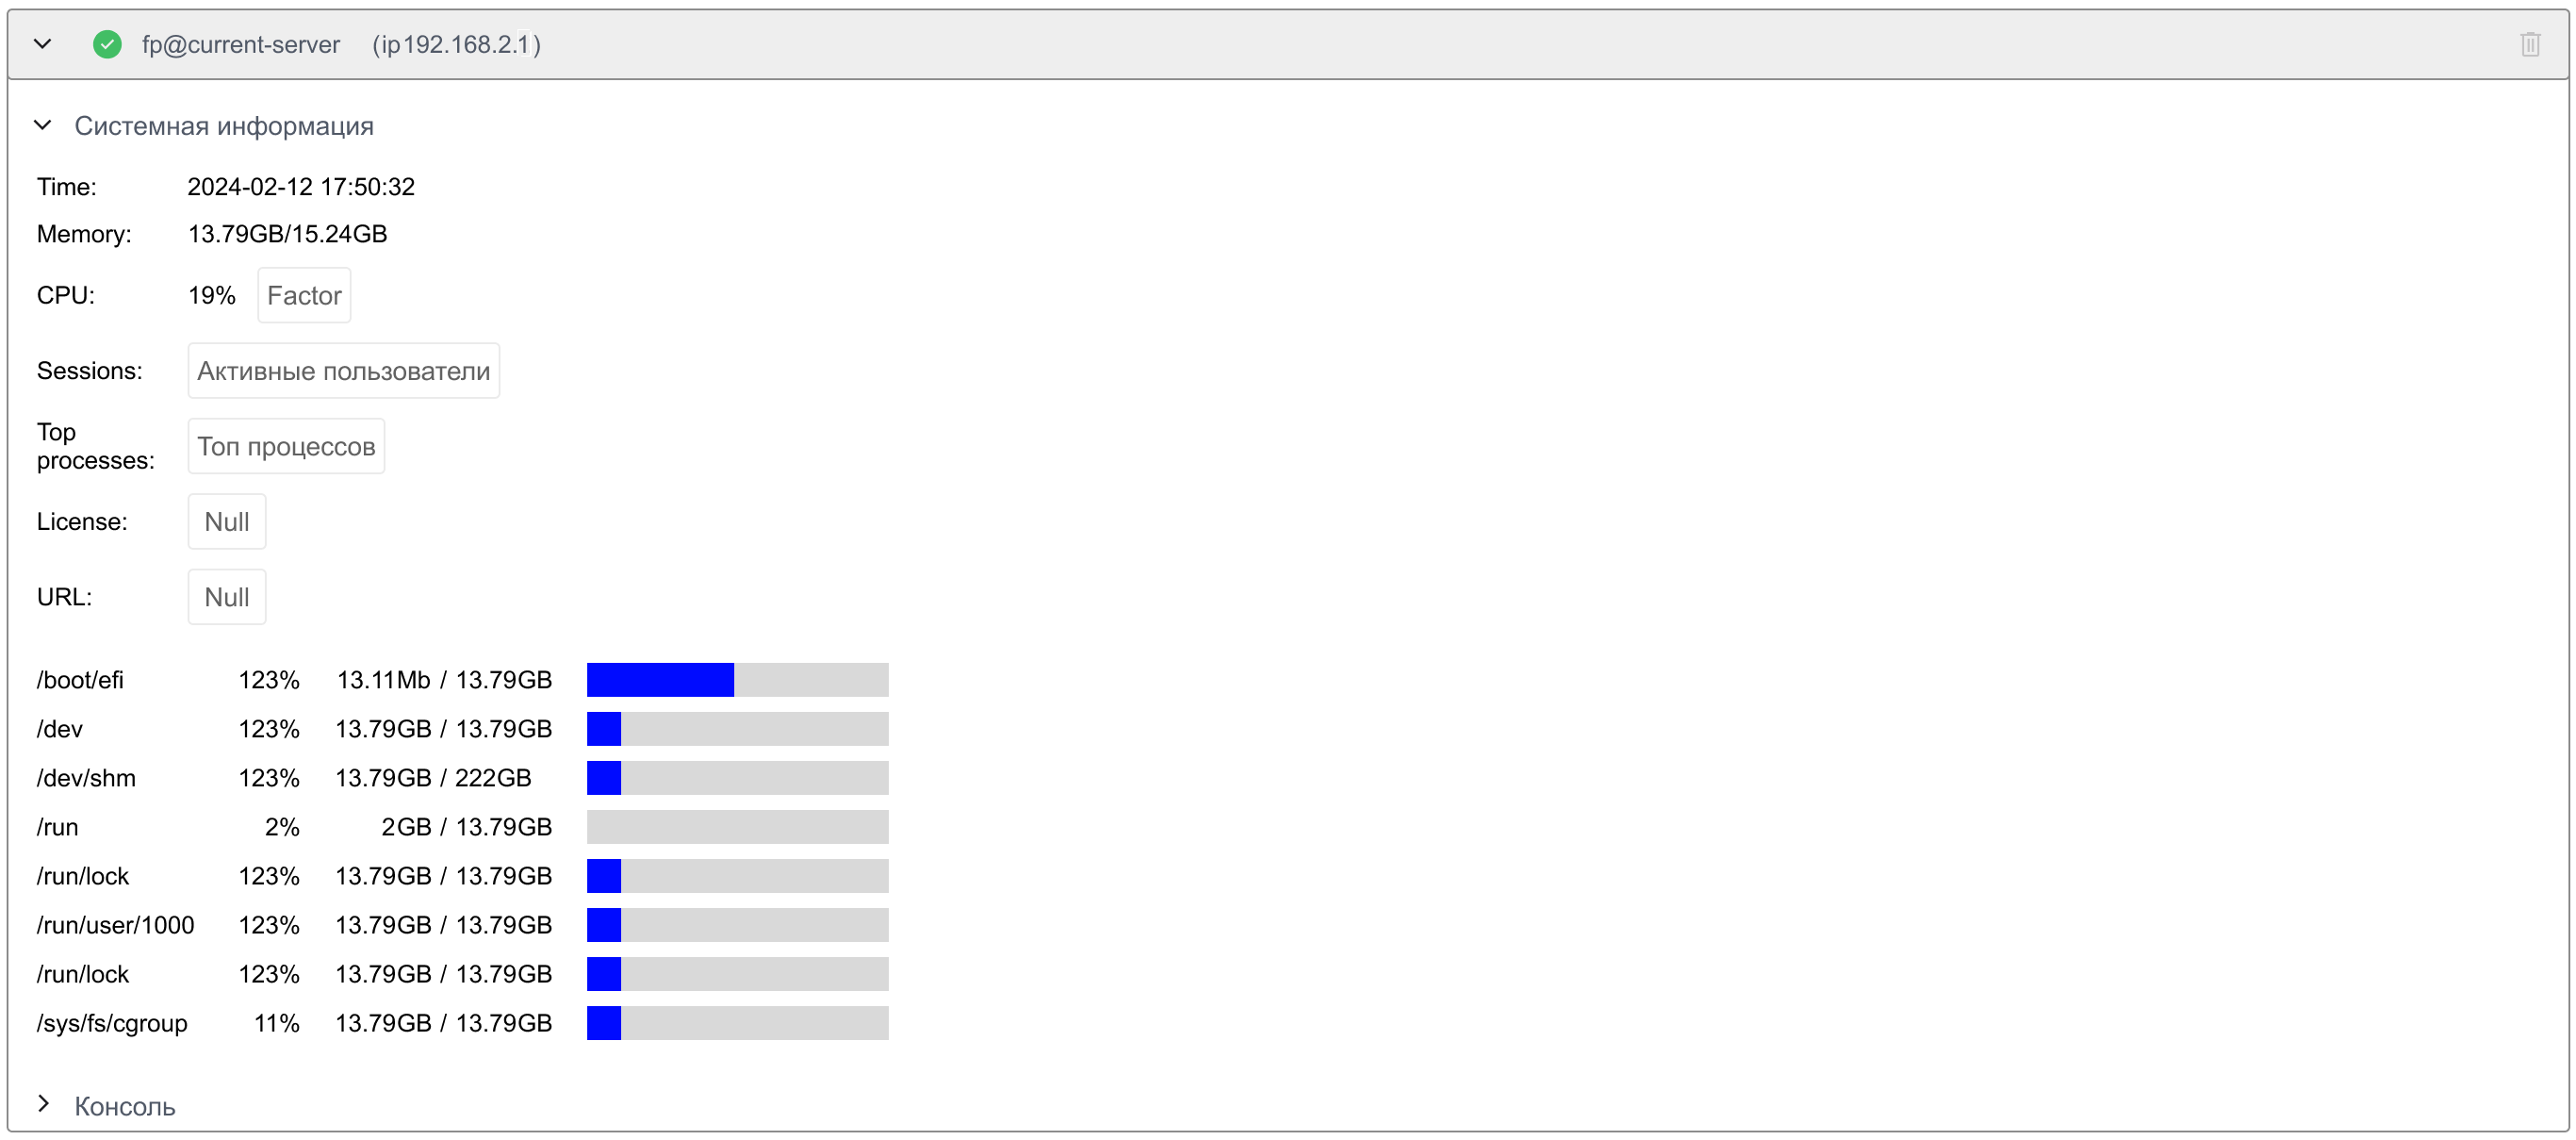 fp@current-server (ip192.168.2.1)
Системная информация
Time: 2024-02-12 17:50:32
Memory: 13.79GB/15.24GB
CPU: 19% Factor
Sessions: Активные пользователи
Top
processes: Топ процессов
License: Null
URL: Null
/boot/efi 123% 13.11Mb / 13.79GB
/dev 123% 13.79GB / 13.79GB
/dev/shm 123% 13.79GB / 222GB
/run 2% 2GB / 13.79GB
/run/lock 123% 13.79GB / 13.79GB
/run/user/1000 123% 13.79GB / 13.79GB
/run/lock 123% 13.79GB / 13.79GB
/sys/fs/cgroup 11% 13.79GB / 13.79GB
Консоль